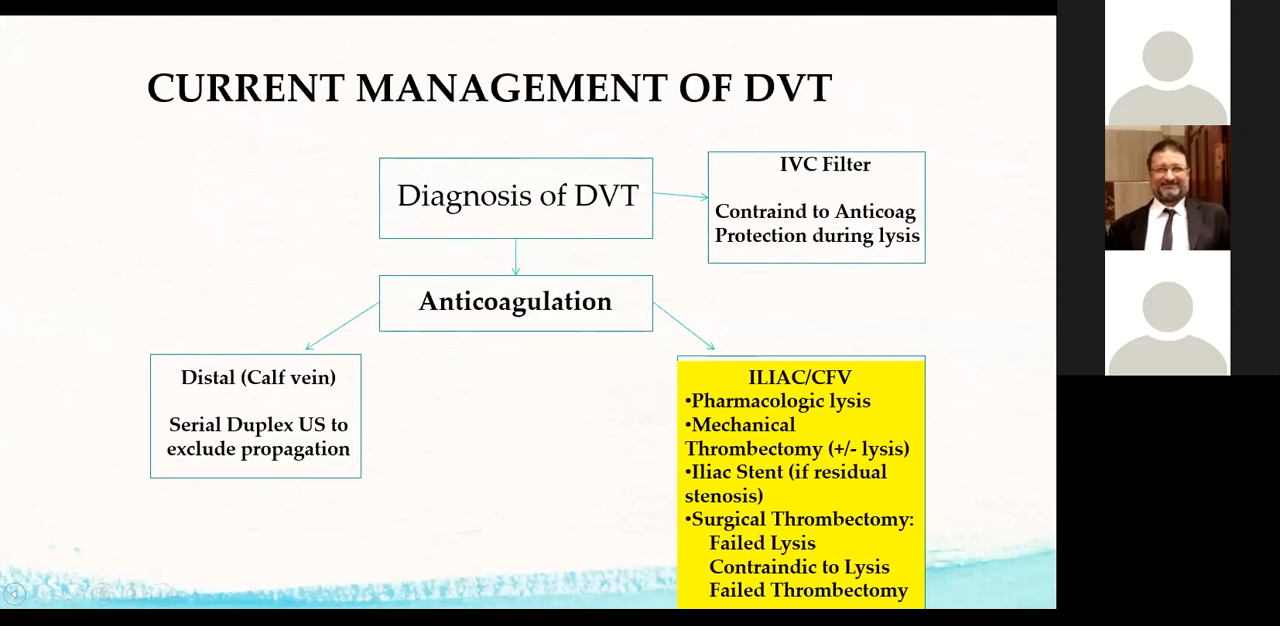 CURRENT MANAGEMENT OF DVT
Diagnosis of DVT
IVC Filter
Contraind to Anticoag
Protection during lysis
Anticoagulation
Distal (Calf vein)
Serial Duplex US to
exclude propagation
ILIAC/CFV
•Pharmacologic lysis
•Mechanical
Thrombectomy (+/- lysis)
•Iliac Stent (if residual
stenosis)
•Surgical Thrombectomy:
Failed Lysis
Contraindic to Lysis
Failed Thrombectomy